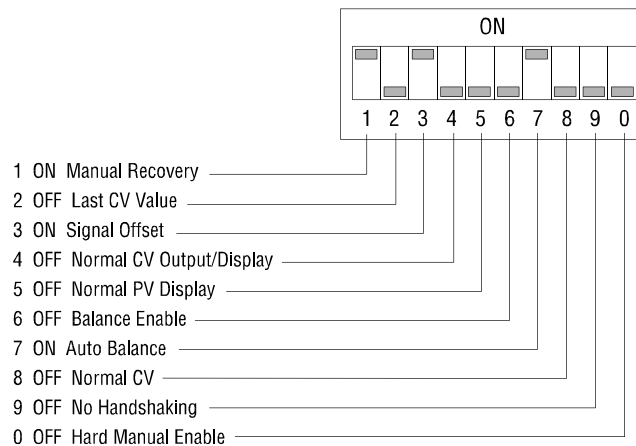 ON
1 2 3 4 5 6 7 8 9 0
1 ON Manual Recovery
2 OFF Last CV Value
3 ON Signal Offset
4 OFF Normal CV Output/Display
5 OFF Normal PV Display
6 OFF Balance Enable
7 ON Auto Balance
8 OFF Normal CV
9 OFF No Handshaking
0 OFF Hard Manual Enable